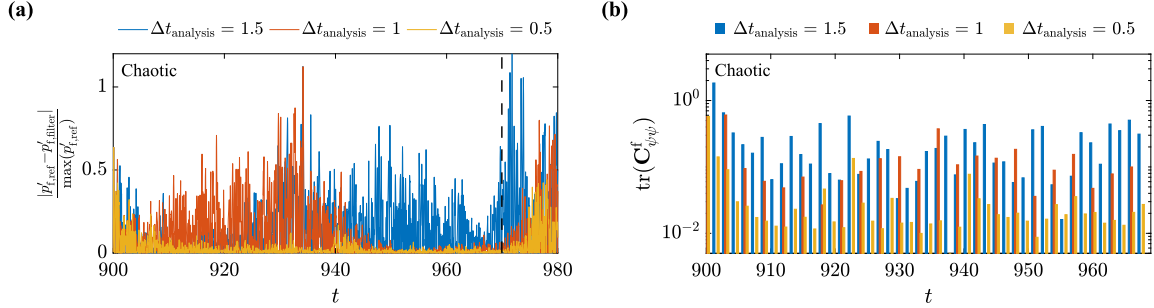 (a)
Δt_analysis = 1.5 Δt_analysis = 1 Δt_analysis = 0.5
Chaotic
1
0.5
0
|p′_f,ref − p′_f,filter|
max(p′_f,ref)
900 920 940 960 980
t
(b)
Δt_analysis = 1.5 Δt_analysis = 1 Δt_analysis = 0.5
Chaotic
10^0
10^−2
tr(C^f_ψψ)
900 910 920 930 940 950 960
t